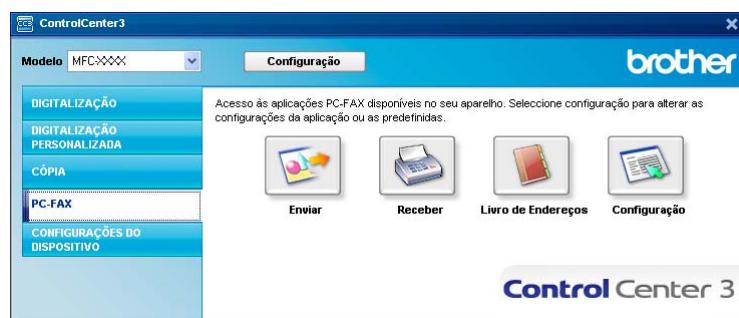 ControlCenter3
Modelo MFC-XXXX Configuração brother
DIGITALIZAÇÃO
DIGITALIZAÇÃO
PERSONALIZADA
CÓPIA
PC-FAX
CONFIGURAÇÕES DO
DISPOSITIVO
Acesso às aplicações PC-FAX disponíveis no seu aparelho. Seleccione configuração para alterar as
configurações da aplicação ou as predefinidas.
Enviar Receber Livro de Endereços Configuração
Control Center 3